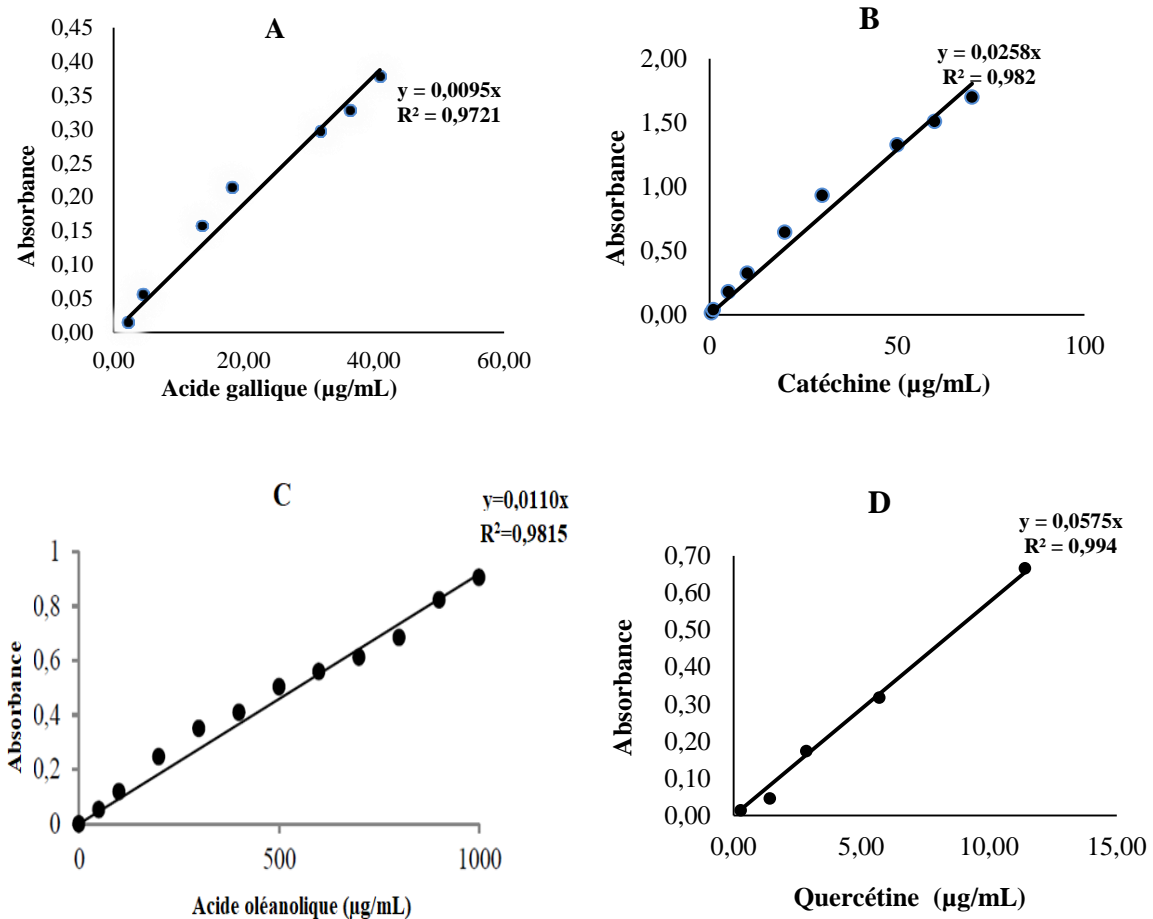 A
y = 0,0095x
R² = 0,9721
Absorbance
0,45
0,40
0,35
0,30
0,25
0,20
0,15
0,10
0,05
0,00
0,00 20,00 40,00 60,00
Acide gallique (µg/mL)
B
y = 0,0258x
R² = 0,982
Absorbance
2,00
1,50
1,00
0,50
0,00
0 50 100
Catéchine (µg/mL)
C
y=0,0110x
R²=0,9815
Absorbance
1
0,8
0,6
0,4
0,2
0
0 500 1000
Acide oléanolique (µg/mL)
D
y = 0,0575x
R² = 0,994
Absorbance
0,70
0,60
0,50
0,40
0,30
0,20
0,10
0,00
0,00 5,00 10,00 15,00
Quercétine (µg/mL)